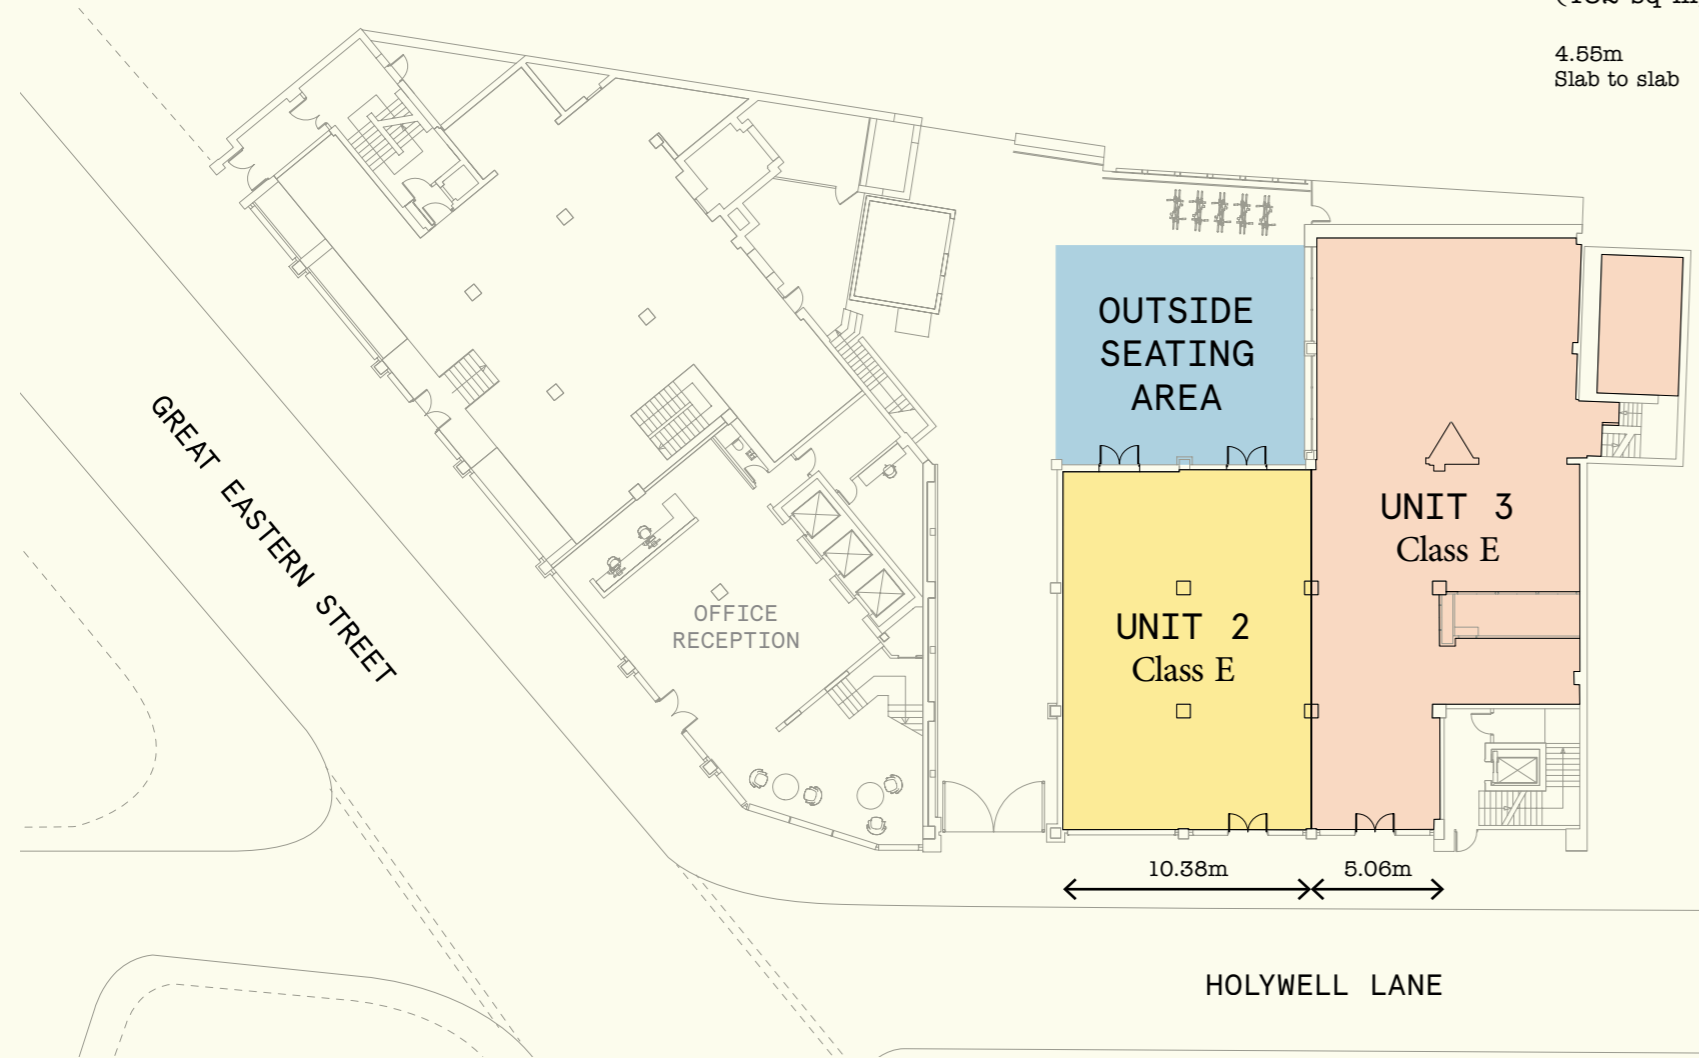 4.55m
Slab to slab
OUTSIDE
SEATING
AREA
GREAT EASTERN STREET
UNIT 3
Class E
OFFICE
RECEPTION
UNIT 2
Class E
10.38m
5.06m
HOLYWELL LANE